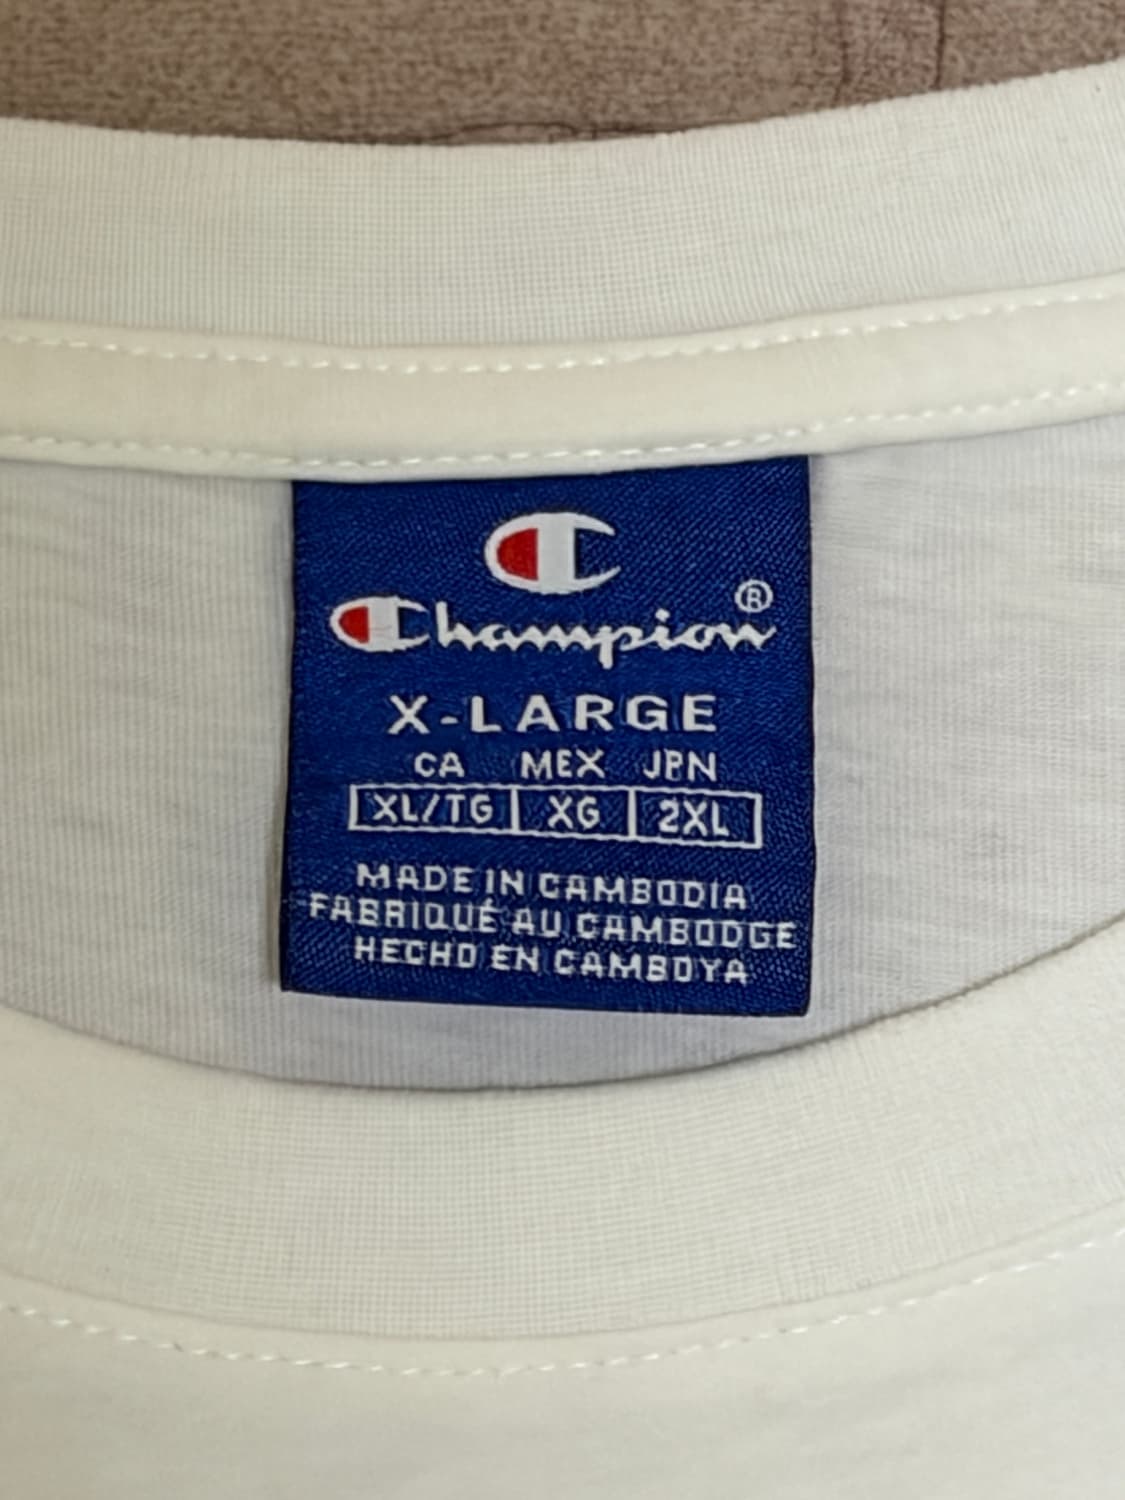 C
Champion®
X-LARGE
CA MEX JPN
XL/TG XG 2XL
MADE IN CAMBODIA
FABRIQUÉ AU CAMBODGE
HECHO EN CAMBOYA